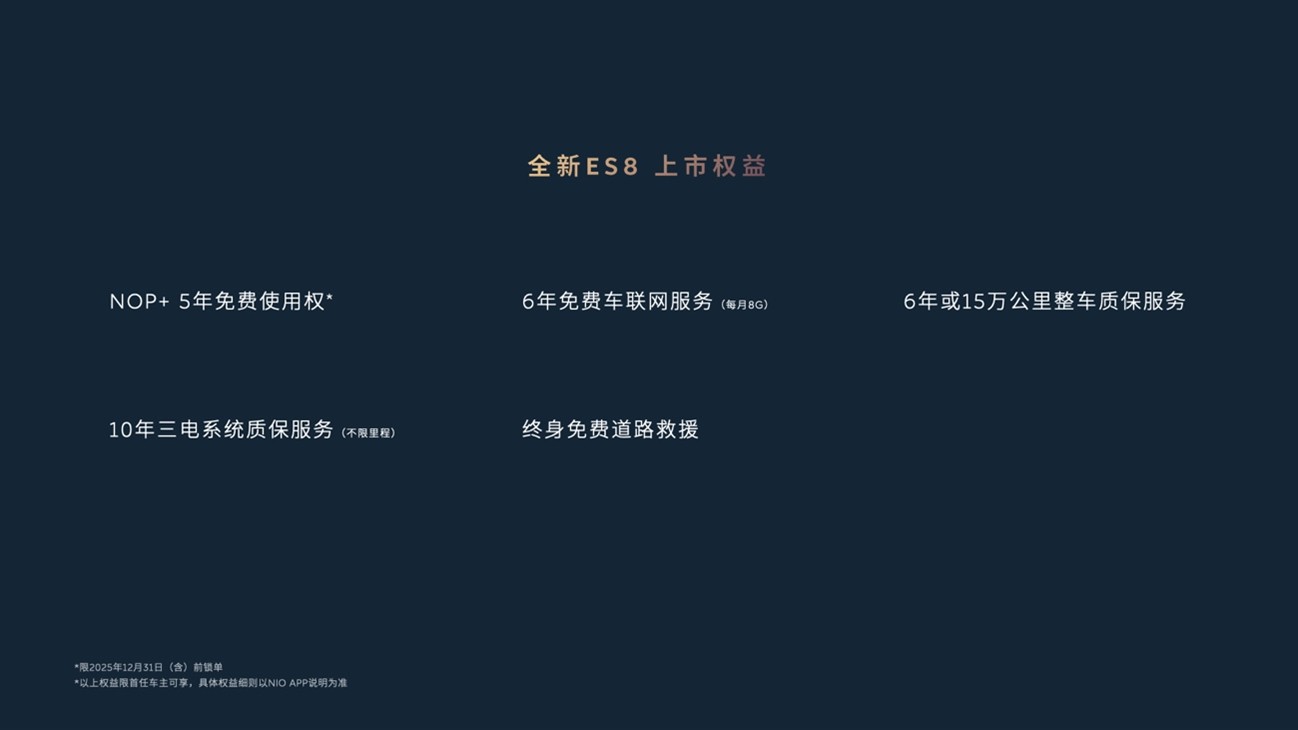 全新ES8 上市权益
NOP+ 5年免费使用权*
6年免费车联网服务（每月8G）
6年或15万公里整车质保服务
10年三电系统质保服务（不限里程）
终身免费道路救援
*限2025年12月31日（含）前锁单
*以上权益限首任车主可享，具体权益细则以NIO APP说明为准